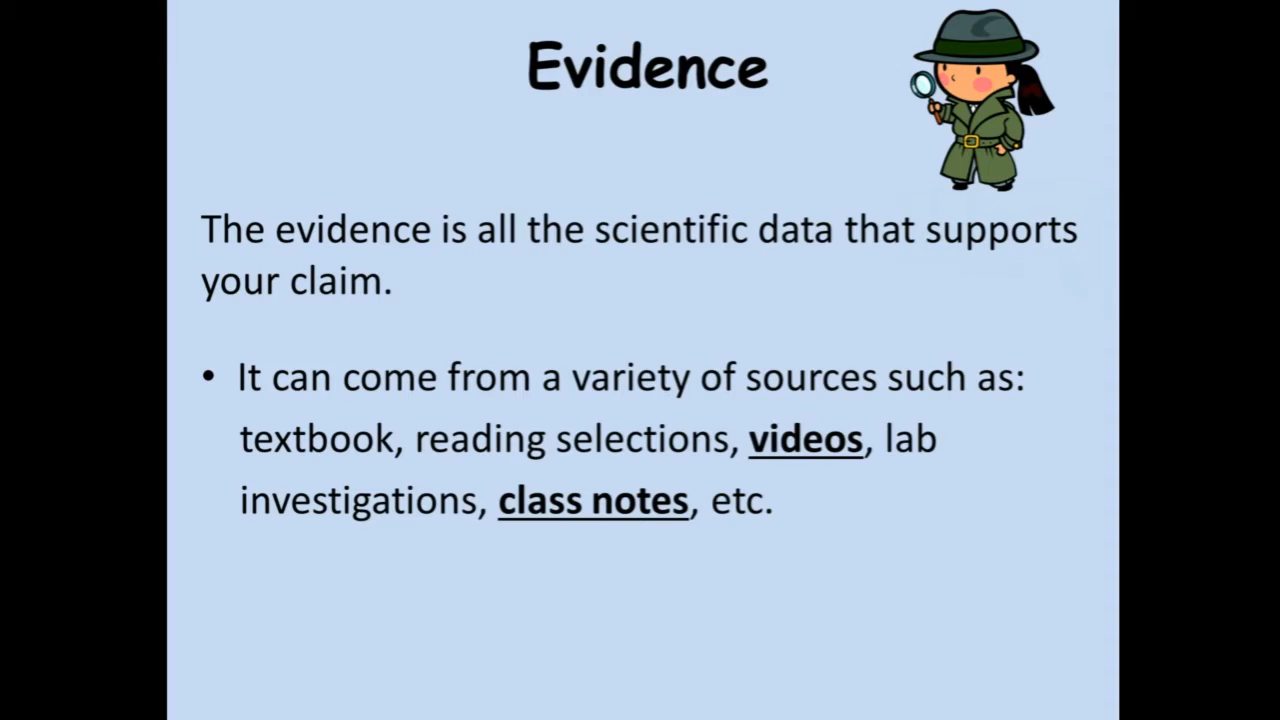 Evidence
The evidence is all the scientific data that supports
your claim.
• It can come from a variety of sources such as:
textbook, reading selections, videos, lab
investigations, class notes, etc.